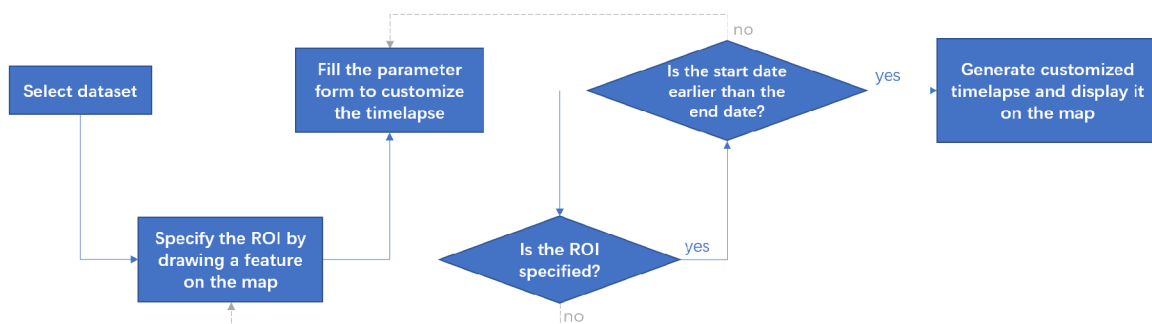 Select dataset
Specify the ROI by
drawing a feature
on the map
Fill the parameter
form to customize
the timelapse
Is the ROI
specified?
yes
no
Is the start date
earlier than the
end date?
no
yes
Generate customized
timelapse and display it
on the map